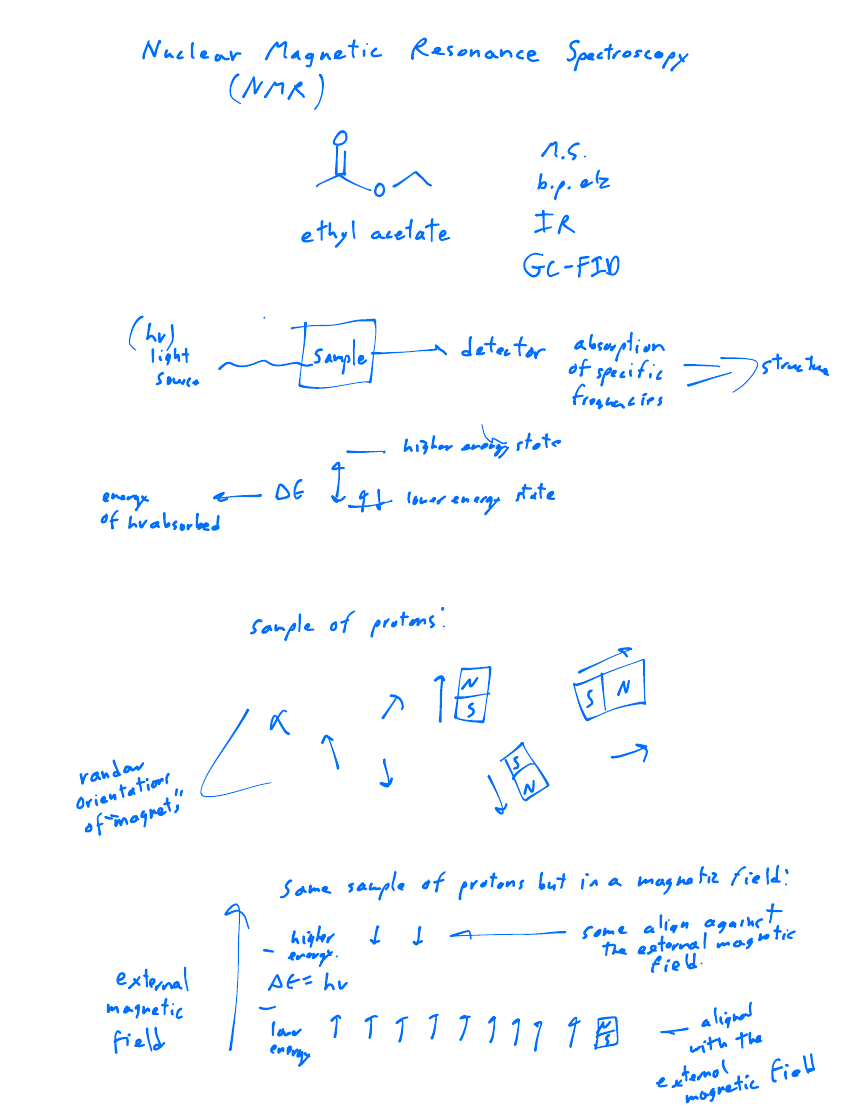 Nuclear Magnetic Resonance Spectroscopy
(NMR)
O
O
ethyl acetate
M.S.
b.p. etz
IR
GC-FID
(hν)
light
source
sample
detector
absorption
of specific
frequencies
structure
higher energy state
energy
of hν absorbed
ΔE
lower energy state
sample of protons:
N
S
S N
S
N
random
orientations
of "magnets"
Same sample of protons but in a magnetic field:
higher
energy.
some align against
the external magnetic
field.
external
magnetic
field
ΔE = hν
low
energy
N
S
aligned
with the
external
magnetic field